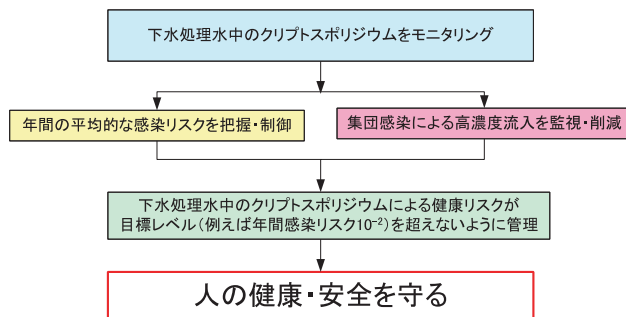 下水処理水中のクリプトスポリジウムをモニタリング
年間の平均的な感染リスクを把握・制御
集団感染による高濃度流入を監視・削減
下水処理水中のクリプトスポリジウムによる健康リスクが
目標レベル(例えば年間感染リスク10⁻²)を超えないように管理
人の健康・安全を守る